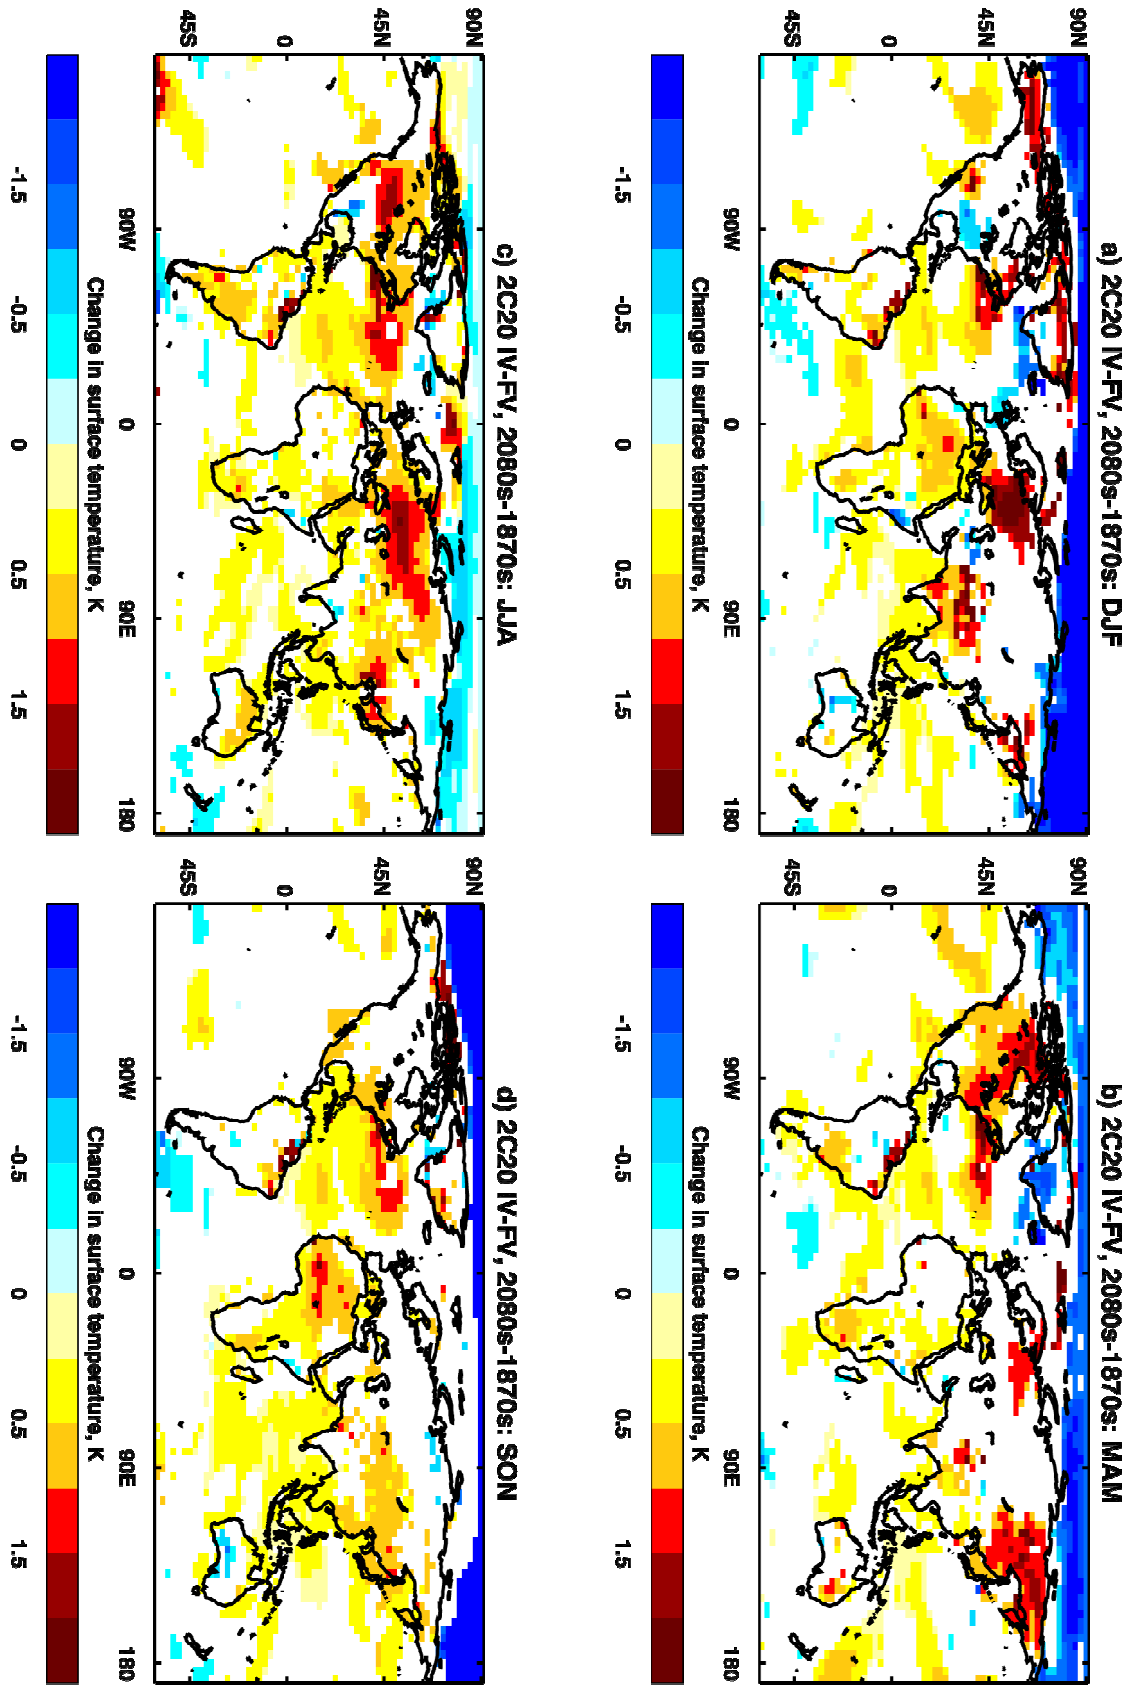 a) 2C20 IV-FV, 2080s-1870s: DJF
90N
45N
0
45S
90W
0
90E
180
Change in surface temperature, K
-1.5
-0.5
0
0.5
1.5
b) 2C20 IV-FV, 2080s-1870s: MAM
90N
45N
0
45S
90W
0
90E
180
Change in surface temperature, K
-1.5
-0.5
0
0.5
1.5
c) 2C20 IV-FV, 2080s-1870s: JJA
90N
45N
0
45S
90W
0
90E
180
Change in surface temperature, K
-1.5
-0.5
0
0.5
1.5
d) 2C20 IV-FV, 2080s-1870s: SON
90N
45N
0
45S
90W
0
90E
180
Change in surface temperature, K
-1.5
-0.5
0
0.5
1.5